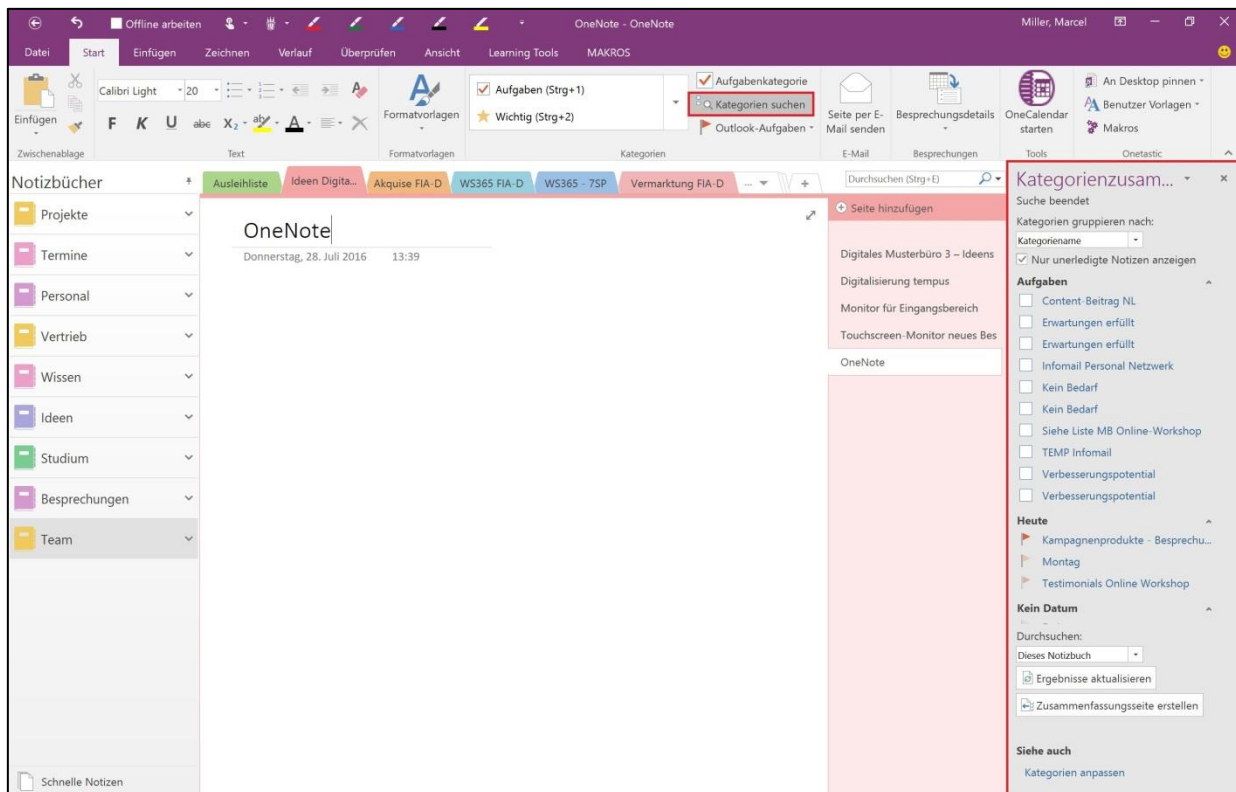 Offline arbeiten
OneNote - OneNote
Miller, Marcel
Datei Start Einfügen Zeichnen Verlauf Überprüfen Ansicht Learning Tools MAKROS
Einfügen
Zwischenablage
Calibri Light 20
F K U abc X₂ aby A
Text
Formatvorlagen
Formatvorlagen
Aufgaben (Strg+1)
Wichtig (Strg+2)
Aufgabenkategorie
Kategorien suchen
Outlook-Aufgaben
Kategorien
Seite per E-
Mail senden
E-Mail
Besprechungsdetails
Besprechungen
OneCalendar
starten
Tools
An Desktop pinnen
Benutzer Vorlagen
Makros
Onetastic
Notizbücher
Projekte
Termine
Personal
Vertrieb
Wissen
Ideen
Studium
Besprechungen
Team
Schnelle Notizen
Ausleihliste Ideen Digita... Akquise FIA-D WS365 FIA-D WS365 - 7SP Vermarktung FIA-D ...
Durchsuchen (Strg+E)
OneNote
Donnerstag, 28. Juli 2016 13:39
Seite hinzufügen
Digitales Musterbüro 3 – Ideens
Digitalisierung tempus
Monitor für Eingangsbereich
Touchscreen-Monitor neues Bes
OneNote
Kategorienzusam...
Suche beendet
Kategorien gruppieren nach:
Kategoriename
Nur unerledigte Notizen anzeigen
Aufgaben
Content-Beitrag NL
Erwartungen erfüllt
Erwartungen erfüllt
Infomail Personal Netzwerk
Kein Bedarf
Kein Bedarf
Siehe Liste MB Online-Workshop
TEMP Infomail
Verbesserungspotential
Verbesserungspotential
Heute
Kampagnenprodukte - Besprechu...
Montag
Testimonials Online Workshop
Kein Datum
Durchsuchen:
Dieses Notizbuch
Ergebnisse aktualisieren
Zusammenfassungsseite erstellen
Siehe auch
Kategorien anpassen